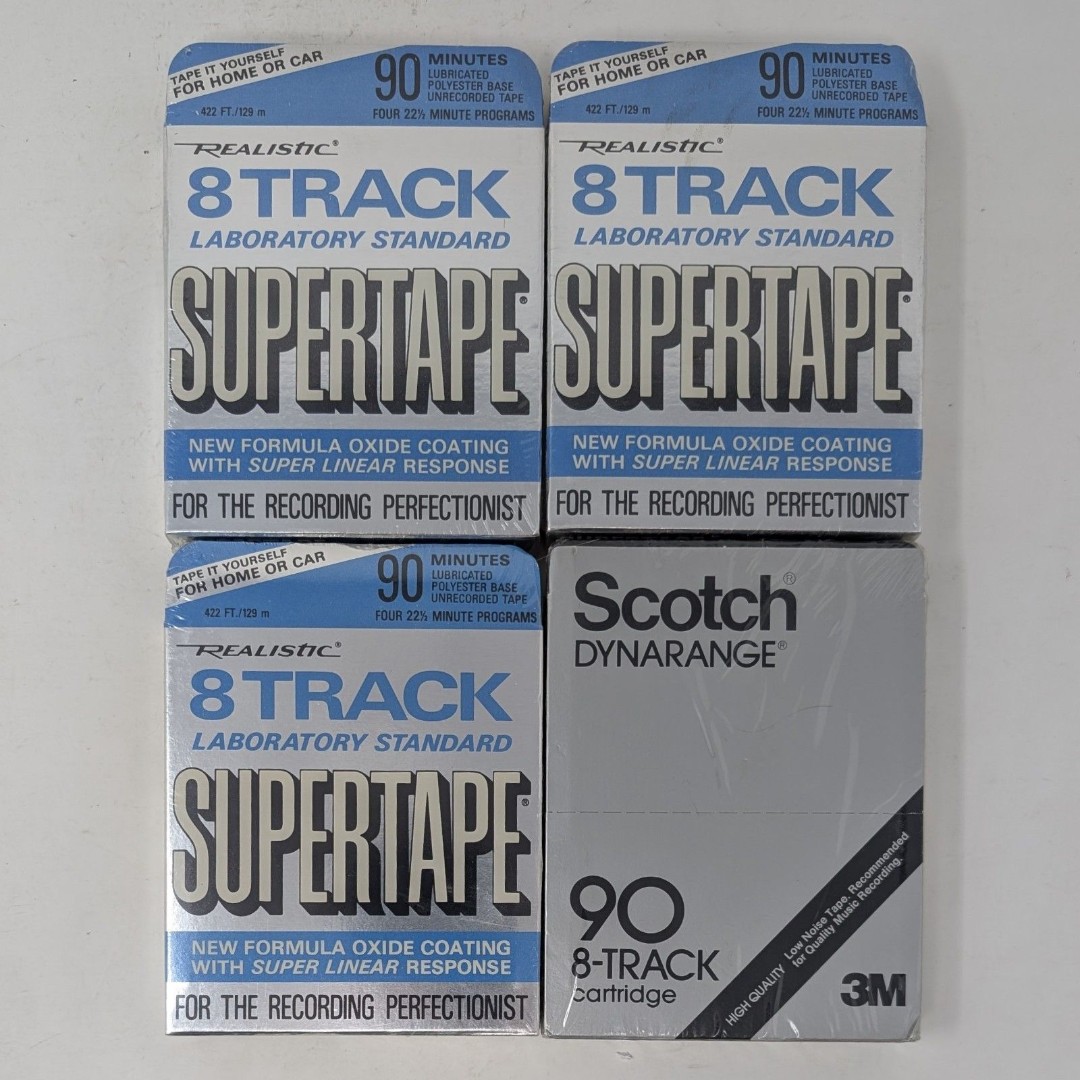 TAPE IT YOURSELF
FOR HOME OR CAR
90 MINUTES
LUBRICATED
POLYESTER BASE
UNRECORDED TAPE
422 FT./129 m
FOUR 22½ MINUTE PROGRAMS
REALISTIC®
8 TRACK
LABORATORY STANDARD
SUPERTAPE®
NEW FORMULA OXIDE COATING
WITH SUPER LINEAR RESPONSE
FOR THE RECORDING PERFECTIONIST
TAPE IT YOURSELF
FOR HOME OR CAR
90 MINUTES
LUBRICATED
POLYESTER BASE
UNRECORDED TAPE
422 FT./129 m
FOUR 22½ MINUTE PROGRAMS
REALISTIC®
8 TRACK
LABORATORY STANDARD
SUPERTAPE®
NEW FORMULA OXIDE COATING
WITH SUPER LINEAR RESPONSE
FOR THE RECORDING PERFECTIONIST
TAPE IT YOURSELF
FOR HOME OR CAR
90 MINUTES
LUBRICATED
POLYESTER BASE
UNRECORDED TAPE
422 FT./129 m
FOUR 22½ MINUTE PROGRAMS
REALISTIC®
8 TRACK
LABORATORY STANDARD
SUPERTAPE®
NEW FORMULA OXIDE COATING
WITH SUPER LINEAR RESPONSE
FOR THE RECORDING PERFECTIONIST
Scotch®
DYNARANGE®
90
8-TRACK
cartridge
HIGH QUALITY Low Noise Tape. Recommended
for Quality Music Recording.
3M